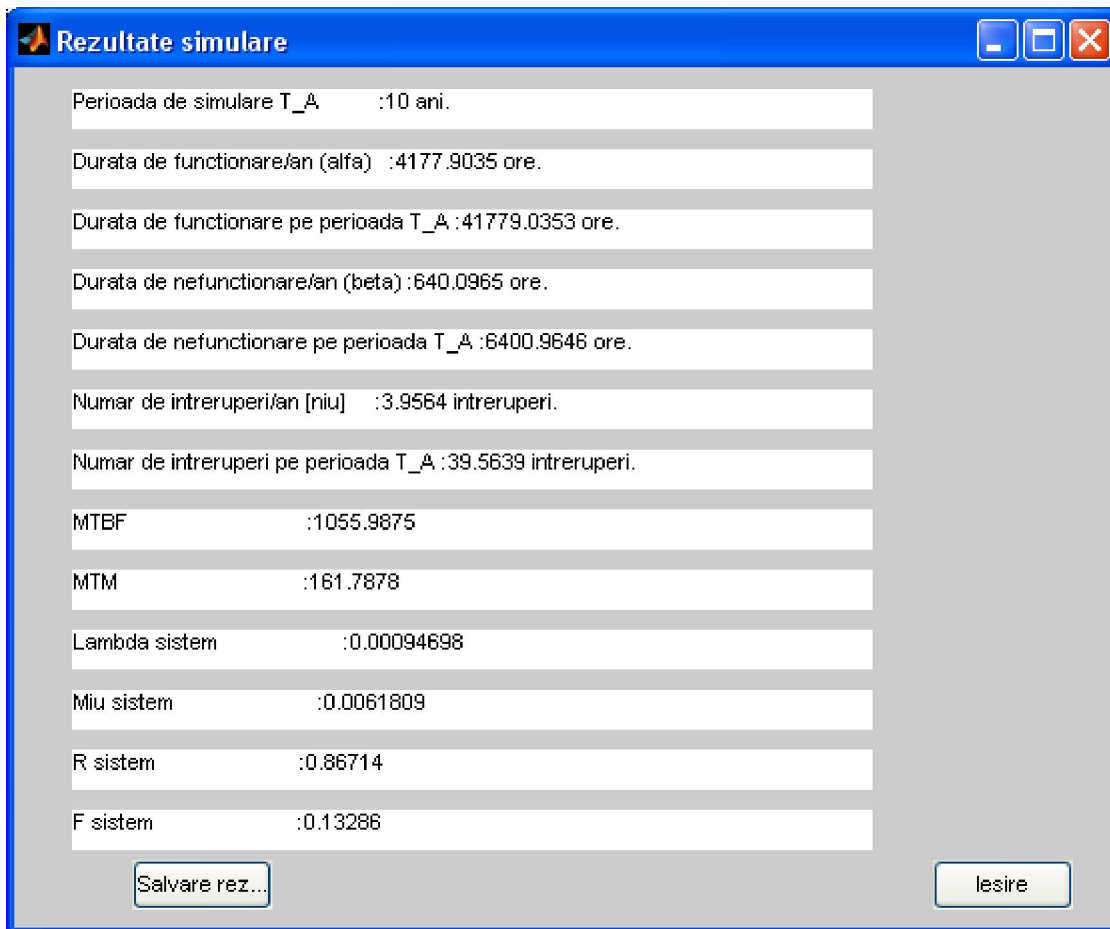 Rezultate simulare
Perioada de simulare T_A :10 ani.
Durata de functionare/an (alfa) :4177.9035 ore.
Durata de functionare pe perioada T_A :41779.0353 ore.
Durata de nefunctionare/an (beta) :640.0965 ore.
Durata de nefunctionare pe perioada T_A :6400.9646 ore.
Numar de intreruperi/an [niu] :3.9564 intreruperi.
Numar de intreruperi pe perioada T_A :39.5639 intreruperi.
MTBF :1055.9875
MTM :161.7878
Lambda sistem :0.00094698
Miu sistem :0.0061809
R sistem :0.86714
F sistem :0.13286
Salvare rez...
Iesire